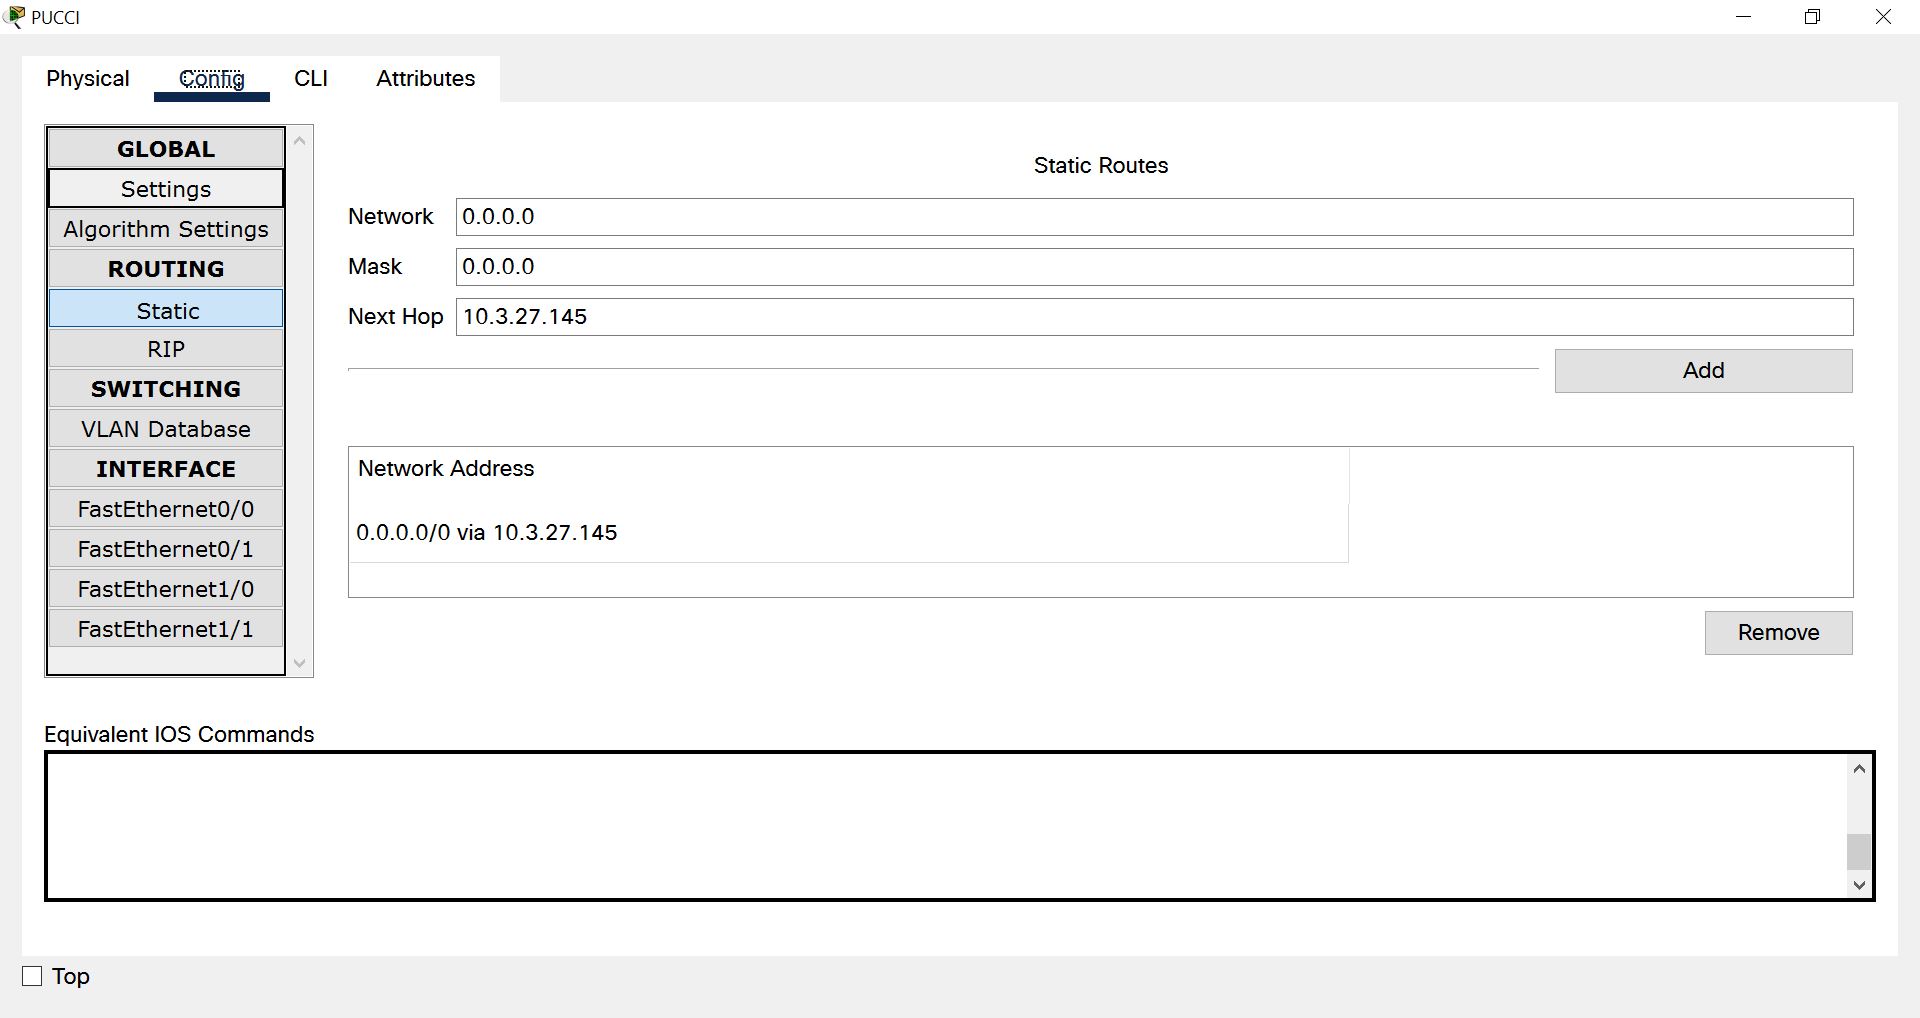 PUCCI
Physical Config CLI Attributes
GLOBAL
Settings
Algorithm Settings
ROUTING
Static
RIP
SWITCHING
VLAN Database
INTERFACE
FastEthernet0/0
FastEthernet0/1
FastEthernet1/0
FastEthernet1/1
Static Routes
Network 0.0.0.0
Mask 0.0.0.0
Next Hop 10.3.27.145
Add
Network Address
0.0.0.0/0 via 10.3.27.145
Remove
Equivalent IOS Commands
Top